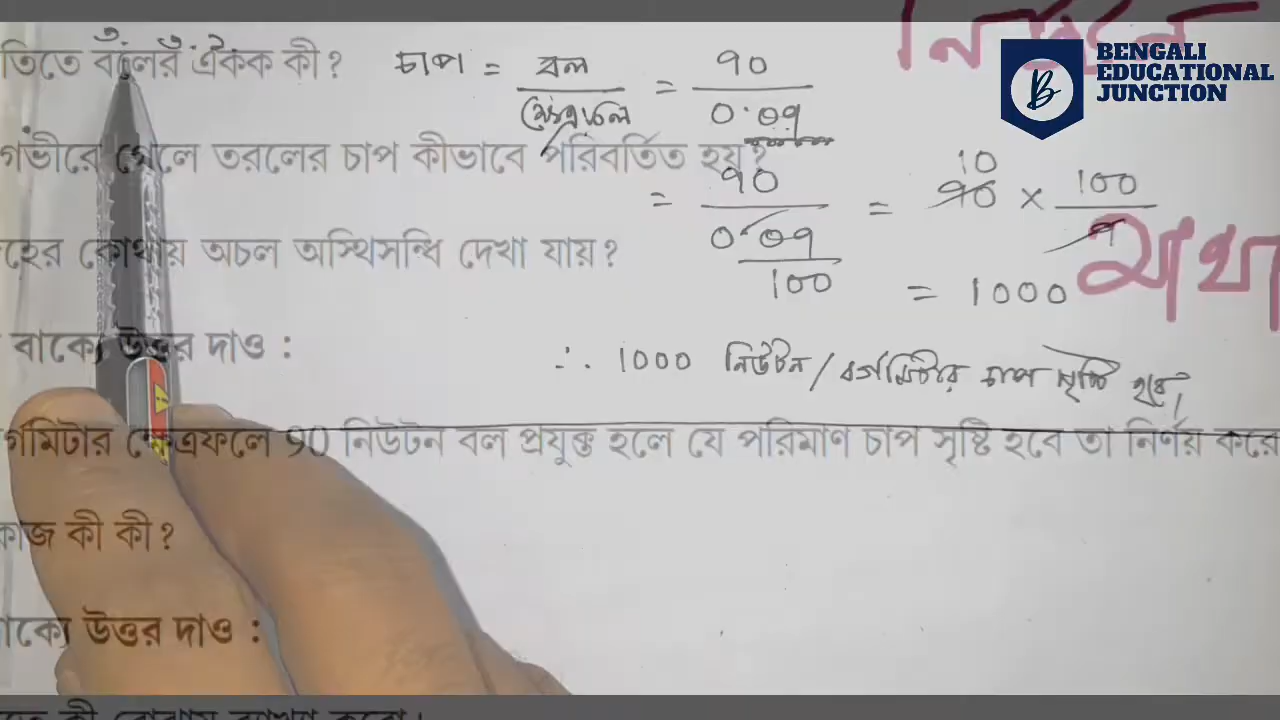 তিতে বলের একক কী?
চাপ = বল / ক্ষেত্রফল = 90 / 0.09
গভীরে গেলে তরলের চাপ কীভাবে পরিবর্তিত হয়?
= 90 / 0.09 / 100 = 90 10 × 100 / 9
হের কোথায় অচল অস্থিসন্ধি দেখা যায়?
= 1000
বাক্যে উত্তর দাও :
∴ 1000 নিউটন / বর্গমিটার চাপ সৃষ্টি হবে।
র্গমিটার ক্ষেত্রফলে 90 নিউটন বল প্রযুক্ত হলে যে পরিমাণ চাপ সৃষ্টি হবে তা নির্ণয় করে
কাজ কী কী?
াক্যে উত্তর দাও :
BENGALI
EDUCATIONAL
JUNCTION
B